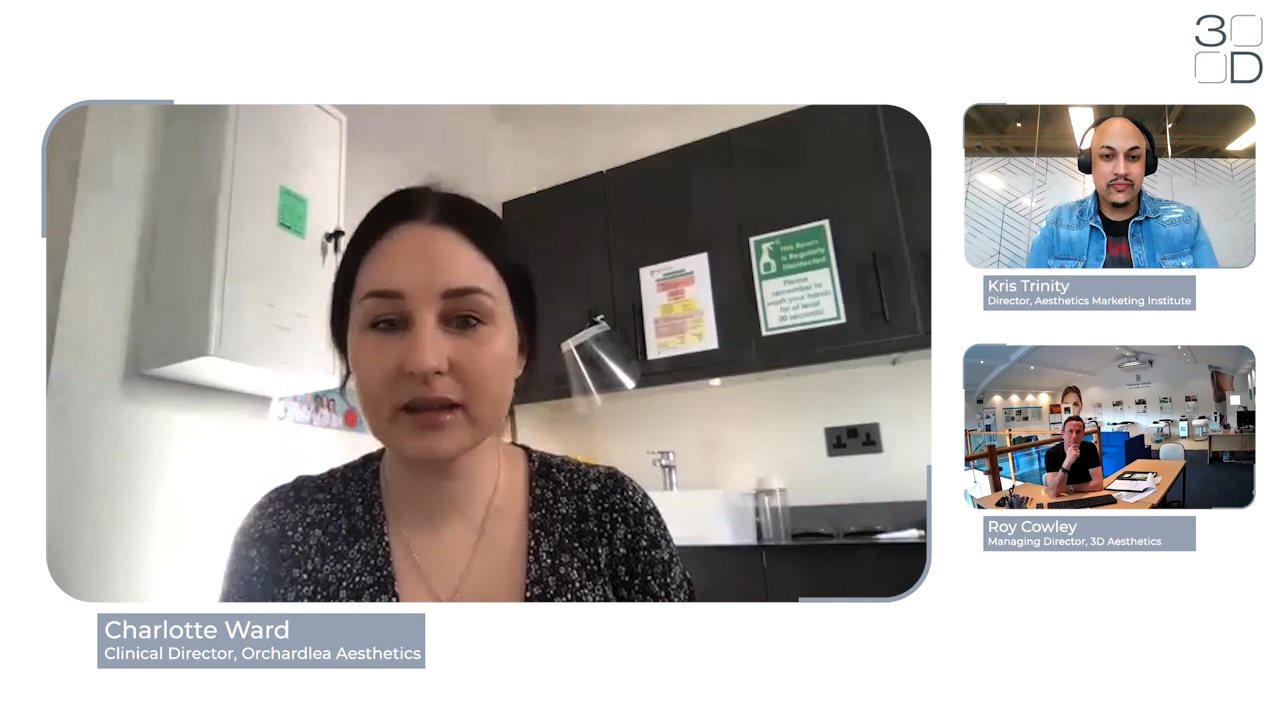 3
D
This Room
is Regularly
Disinfected
Please
remember to
wash your hands
for at least
20 seconds!
Kris Trinity
Director, Aesthetics Marketing Institute
Roy Cowley
Managing Director, 3D Aesthetics
Charlotte Ward
Clinical Director, Orchardlea Aesthetics